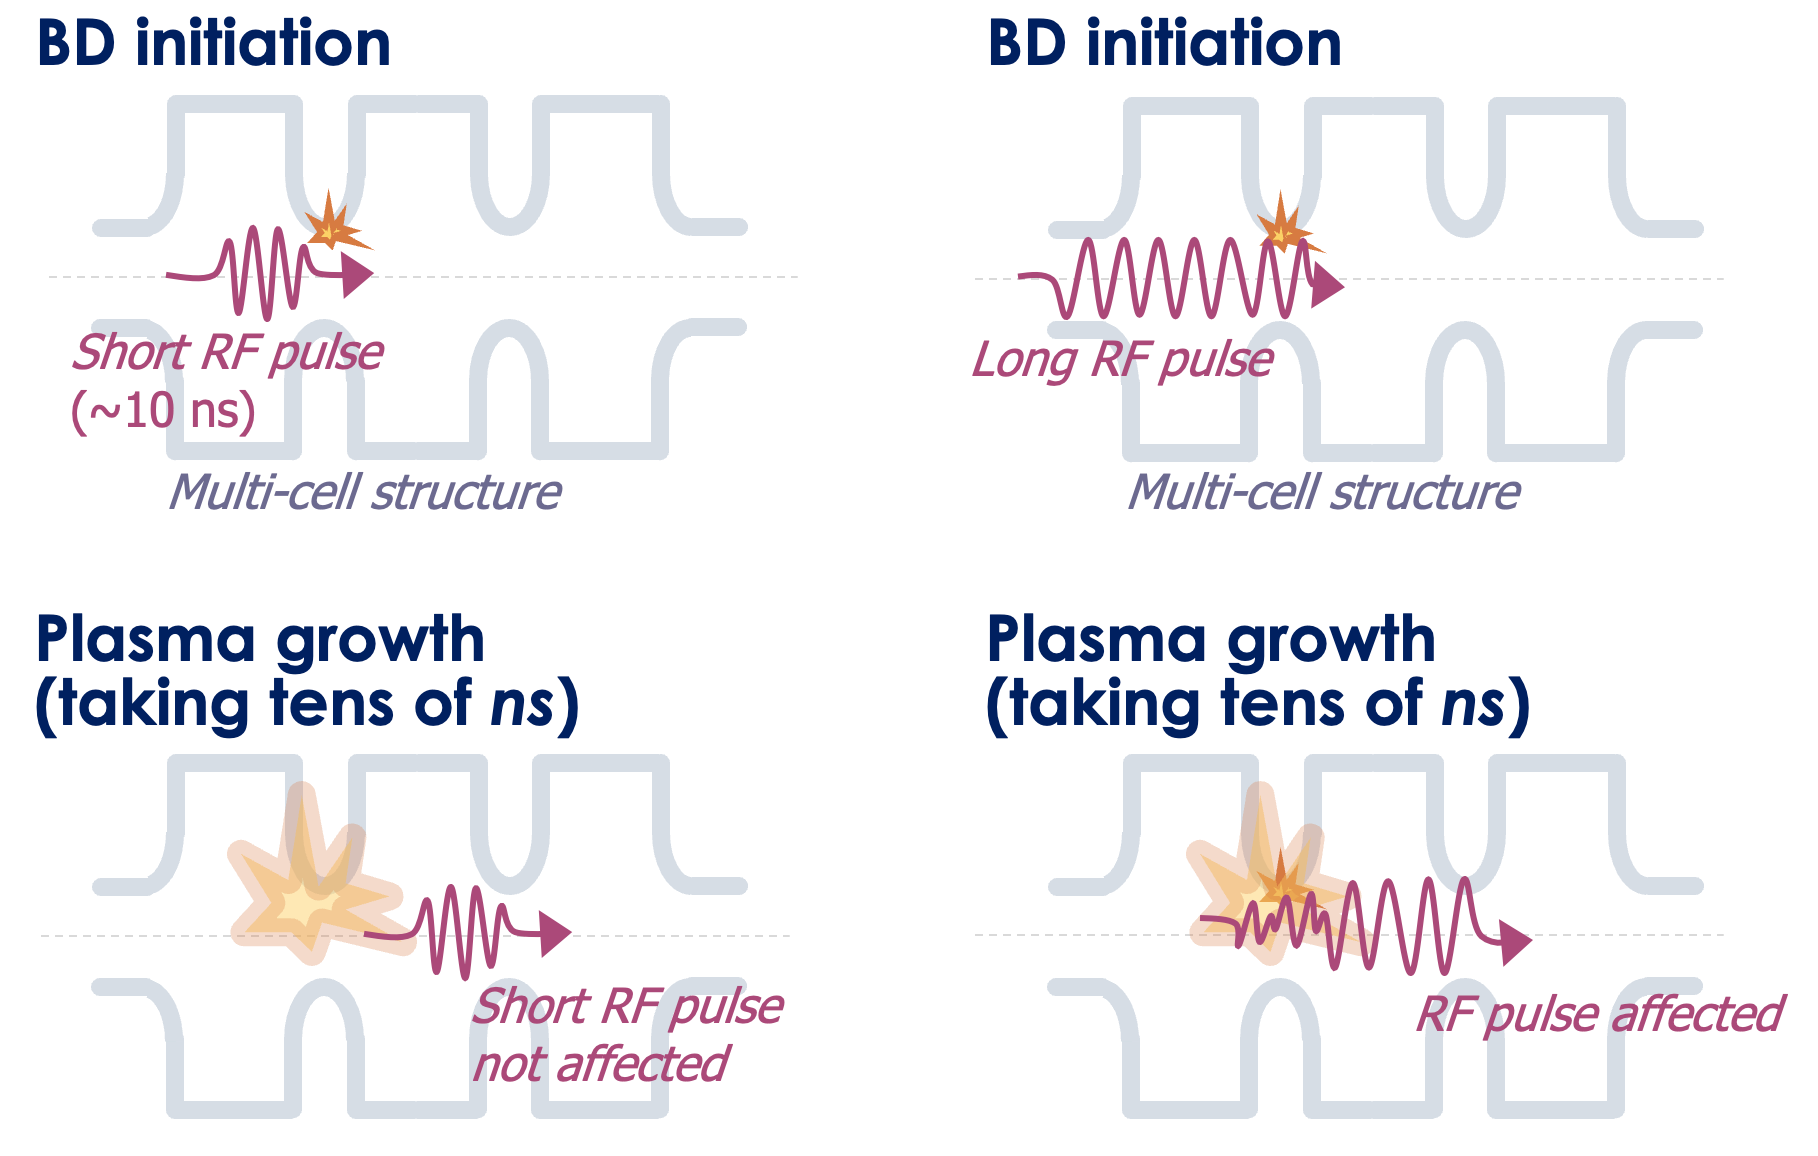 BD initiation
Short RF pulse
(~10 ns)
Multi-cell structure
BD initiation
Long RF pulse
Multi-cell structure
Plasma growth
(taking tens of ns)
Short RF pulse
not affected
Plasma growth
(taking tens of ns)
RF pulse affected